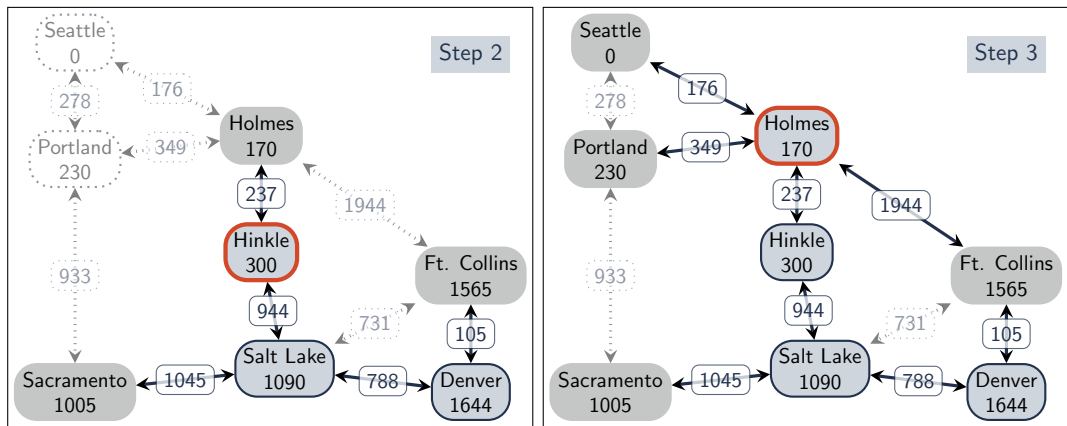 Seattle
0
Step 2
176
278
Holmes
170
Portland
230
349
237
1944
Hinkle
300
933
Ft. Collins
1565
944
731
105
Salt Lake
1090
Sacramento
1005
1045
788
Denver
1644
Seattle
0
Step 3
176
278
Holmes
170
Portland
230
349
237
1944
Hinkle
300
933
Ft. Collins
1565
944
731
105
Salt Lake
1090
Sacramento
1005
1045
788
Denver
1644